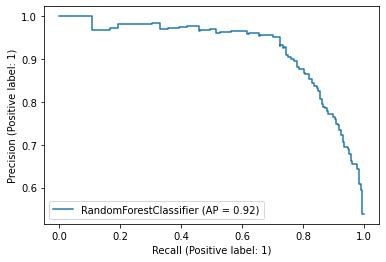 1.0
0.9
0.8
0.7
0.6
Precision (Positive label: 1)
RandomForestClassifier (AP = 0.92)
0.0 0.2 0.4 0.6 0.8 1.0
Recall (Positive label: 1)